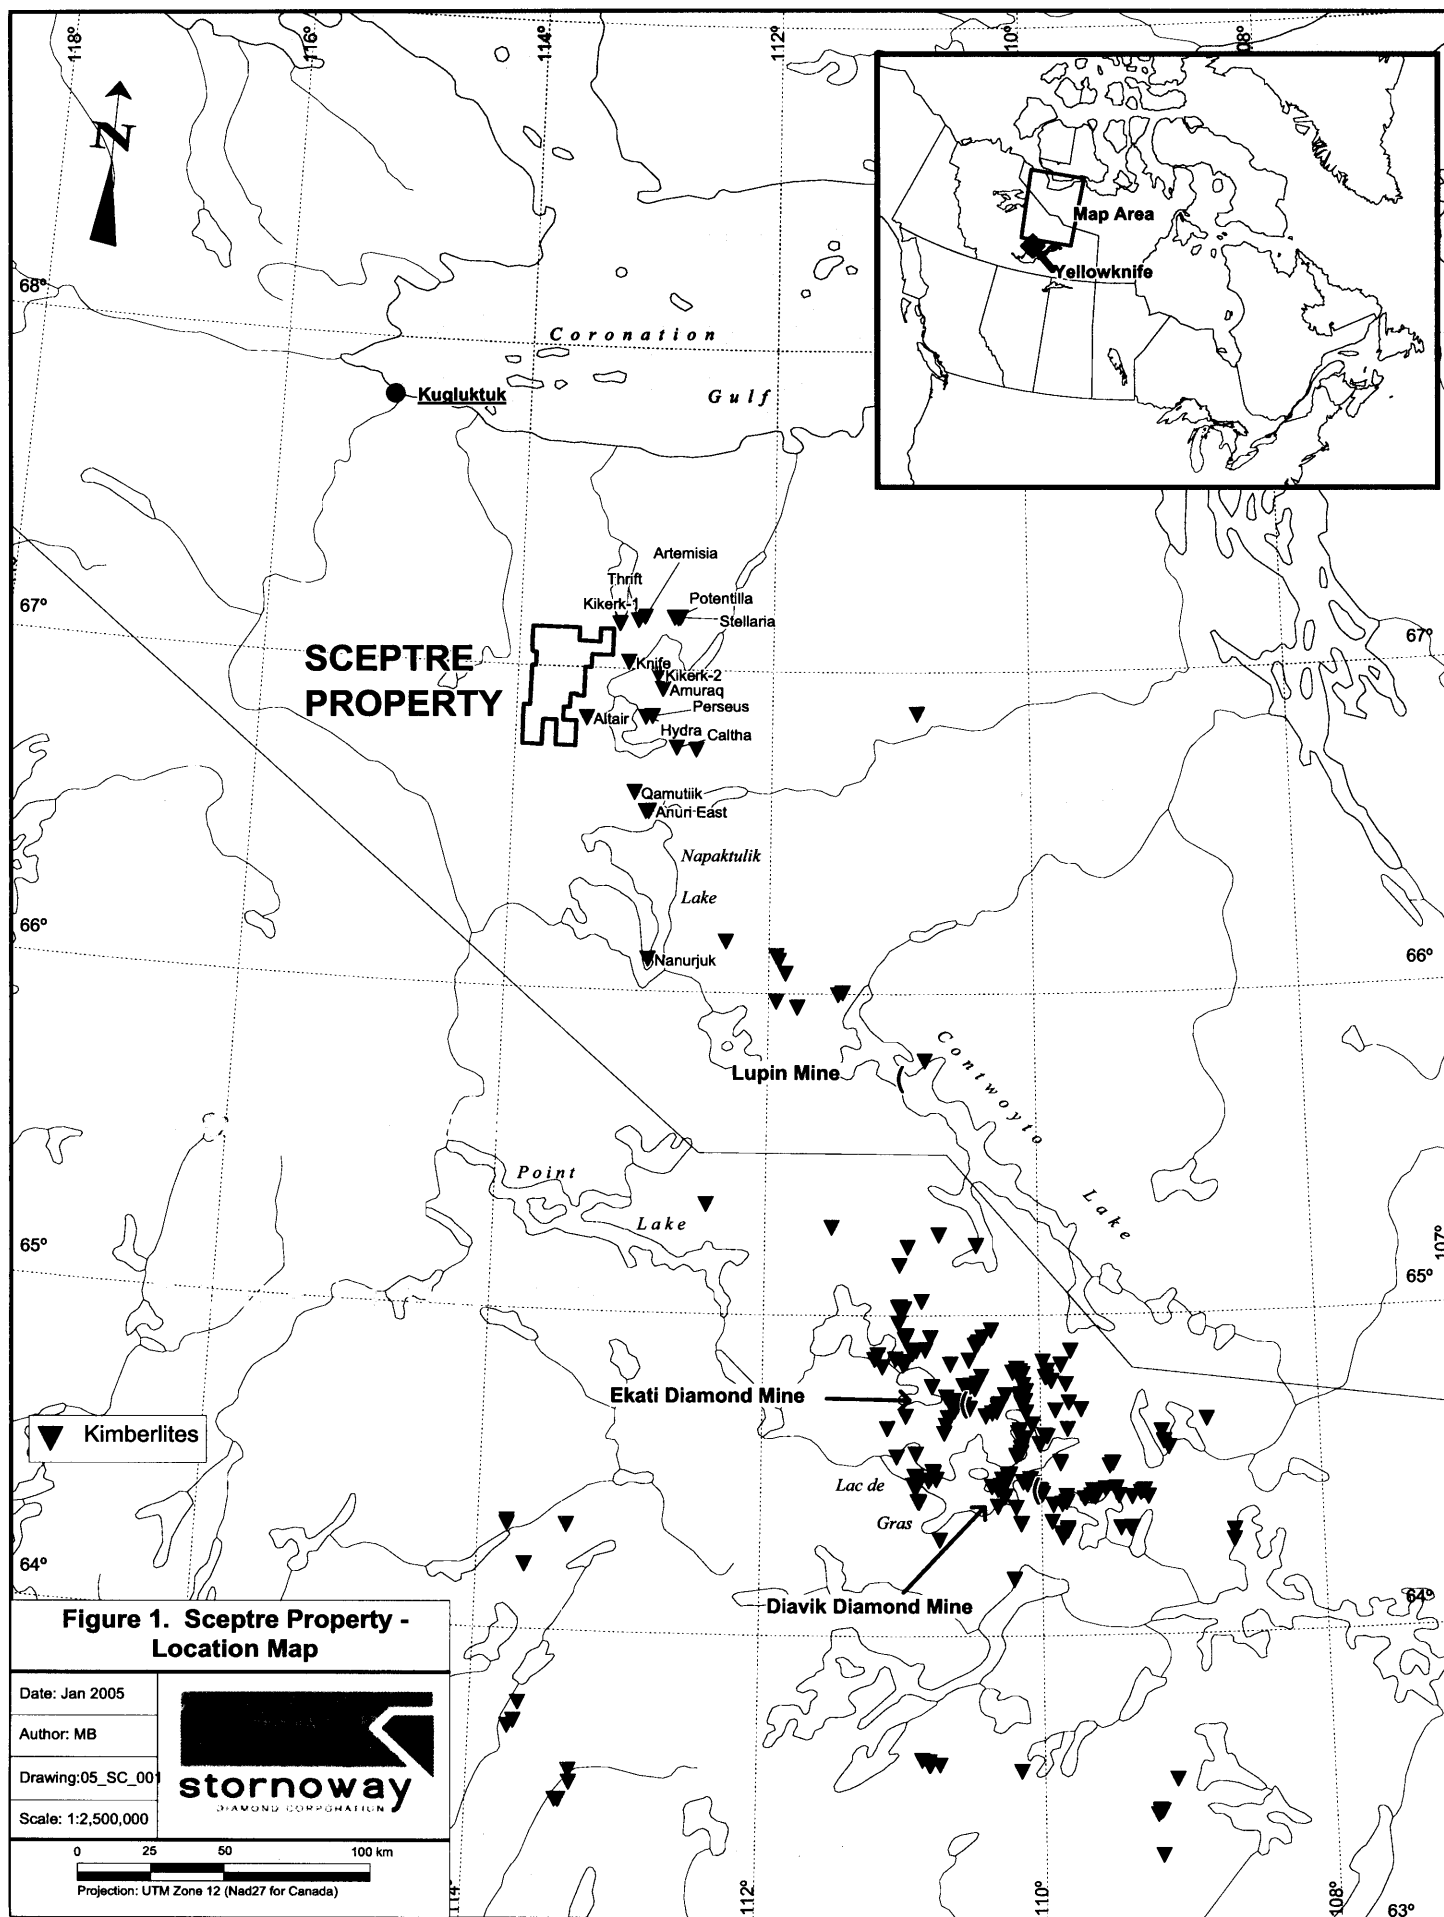 118°
116°
114°
112°
N
Map Area
Yellowknife
68°
Coronation
Gulf
Kugluktuk
Artemisia
Thrift
Kikerk-1
Potentilla
Stellaria
67°
67°
SCEPTRE
PROPERTY
Knife
Kikerk-2
Amuraq
Perseus
Altair
Hydra
Caltha
Qamutiik
Anuri East
Napaktulik
Lake
66°
66°
Nanurjuk
Lupin Mine
Contwoyto
Lake
Point
Lake
65°
65°
107°
Ekati Diamond Mine
Kimberlites
Lac de
Gras
64°
64°
Diavik Diamond Mine
Figure 1. Sceptre Property -
Location Map
Date: Jan 2005
Author: MB
Drawing:05_SC_001
Scale: 1:2,500,000
stornoway
DIAMOND CORPORATION
0 25 50 100 km
Projection: UTM Zone 12 (Nad27 for Canada)
114°
112°
110°
108°
63°